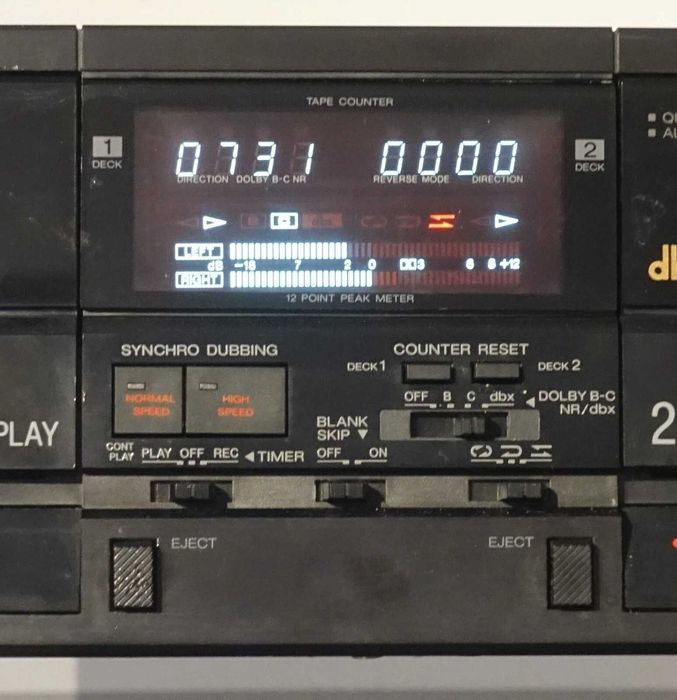 TAPE COUNTER
1 DECK
0731 0000
2 DECK
DIRECTION DOLBY B-C NR REVERSE MODE DIRECTION
LEFT
dB -18 7 2 0 3 6 8 +12
RIGHT
12 POINT PEAK METER
SYNCHRO DUBBING
NORMAL SPEED
HIGH SPEED
COUNTER RESET
DECK 1 DECK 2
OFF B C dbx ◄ DOLBY B-C NR/dbx
BLANK SKIP ▼
OFF ON
CONT PLAY PLAY OFF REC ◄ TIMER
EJECT EJECT
PLAY
2